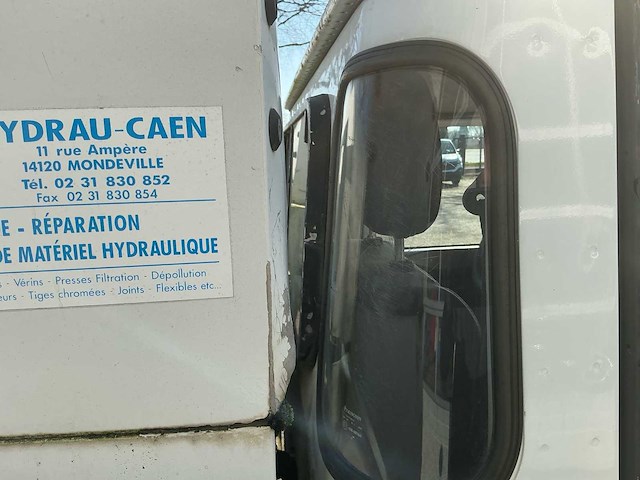 YDRAU-CAEN
11 rue Ampère
14120 MONDEVILLE
Tél. 02 31 830 852
Fax 02 31 830 854
E - RÉPARATION
DE MATÉRIEL HYDRAULIQUE
- Vérins - Presses Filtration - Dépollution
eurs - Tiges chromées - Joints - Flexibles etc...